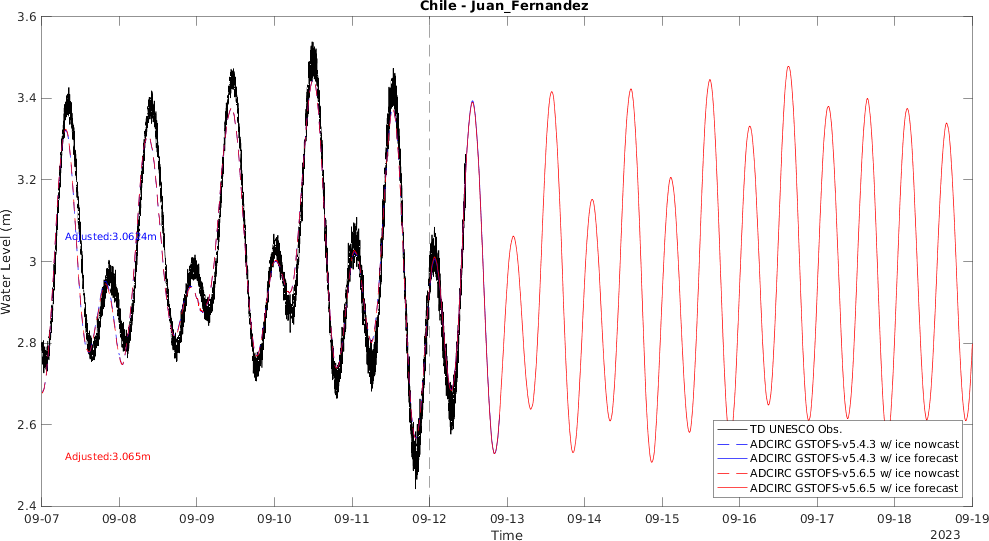 Chile - Juan_Fernandez
3.6
3.4
3.2
3
2.8
2.6
2.4
Water Level (m)
Adjusted:3.0624m
Adjusted:3.065m
TD UNESCO Obs.
ADCIRC GSTOFS-v5.4.3 w/ ice nowcast
ADCIRC GSTOFS-v5.4.3 w/ ice forecast
ADCIRC GSTOFS-v5.6.5 w/ ice nowcast
ADCIRC GSTOFS-v5.6.5 w/ ice forecast
09-07 09-08 09-09 09-10 09-11 09-12 09-13 09-14 09-15 09-16 09-17 09-18 09-19
Time
2023